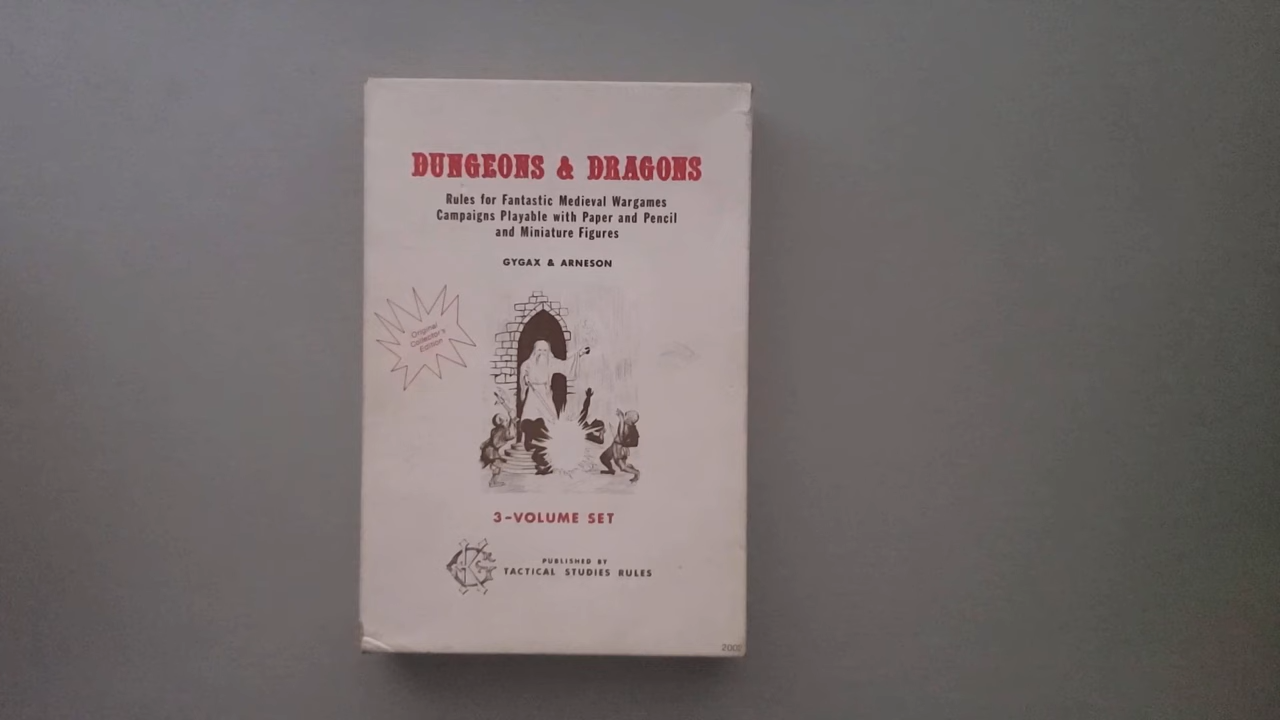 DUNGEONS & DRAGONS
Rules for Fantastic Medieval Wargames
Campaigns Playable with Paper and Pencil
and Miniature Figures
GYGAX & ARNESON
Original
Collector's
Edition
3-VOLUME SET
GK
PUBLISHED BY
TACTICAL STUDIES RULES